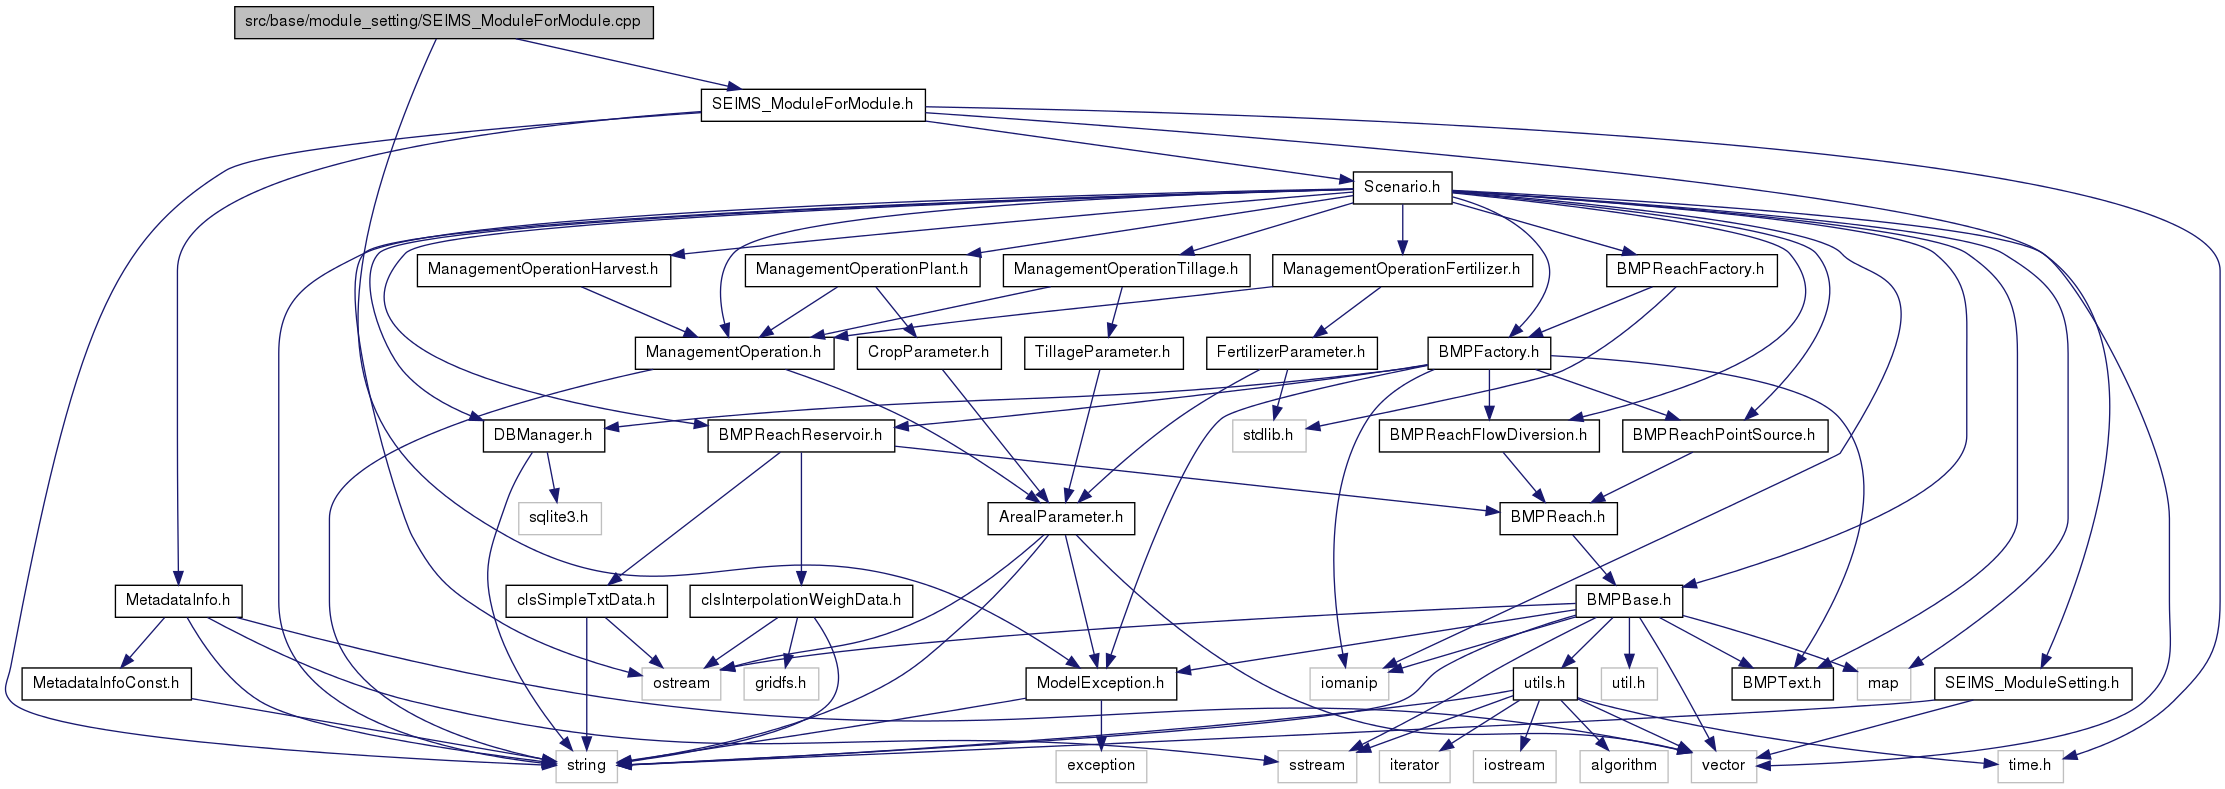 src/base/module_setting/SEIMS_ModuleForModule.cpp
SEIMS_ModuleForModule.h
Scenario.h
ManagementOperationHarvest.h
ManagementOperationPlant.h
ManagementOperationTillage.h
ManagementOperationFertilizer.h
BMPReachFactory.h
ManagementOperation.h
CropParameter.h
TillageParameter.h
FertilizerParameter.h
BMPFactory.h
DBManager.h
BMPReachReservoir.h
stdlib.h
BMPReachFlowDiversion.h
BMPReachPointSource.h
sqlite3.h
ArealParameter.h
BMPReach.h
MetadataInfo.h
clsSimpleTxtData.h
clsInterpolationWeighData.h
BMPBase.h
MetadataInfoConst.h
ostream
gridfs.h
ModelException.h
iomanip
utils.h
util.h
BMPText.h
map
SEIMS_ModuleSetting.h
string
exception
sstream
iterator
iostream
algorithm
vector
time.h